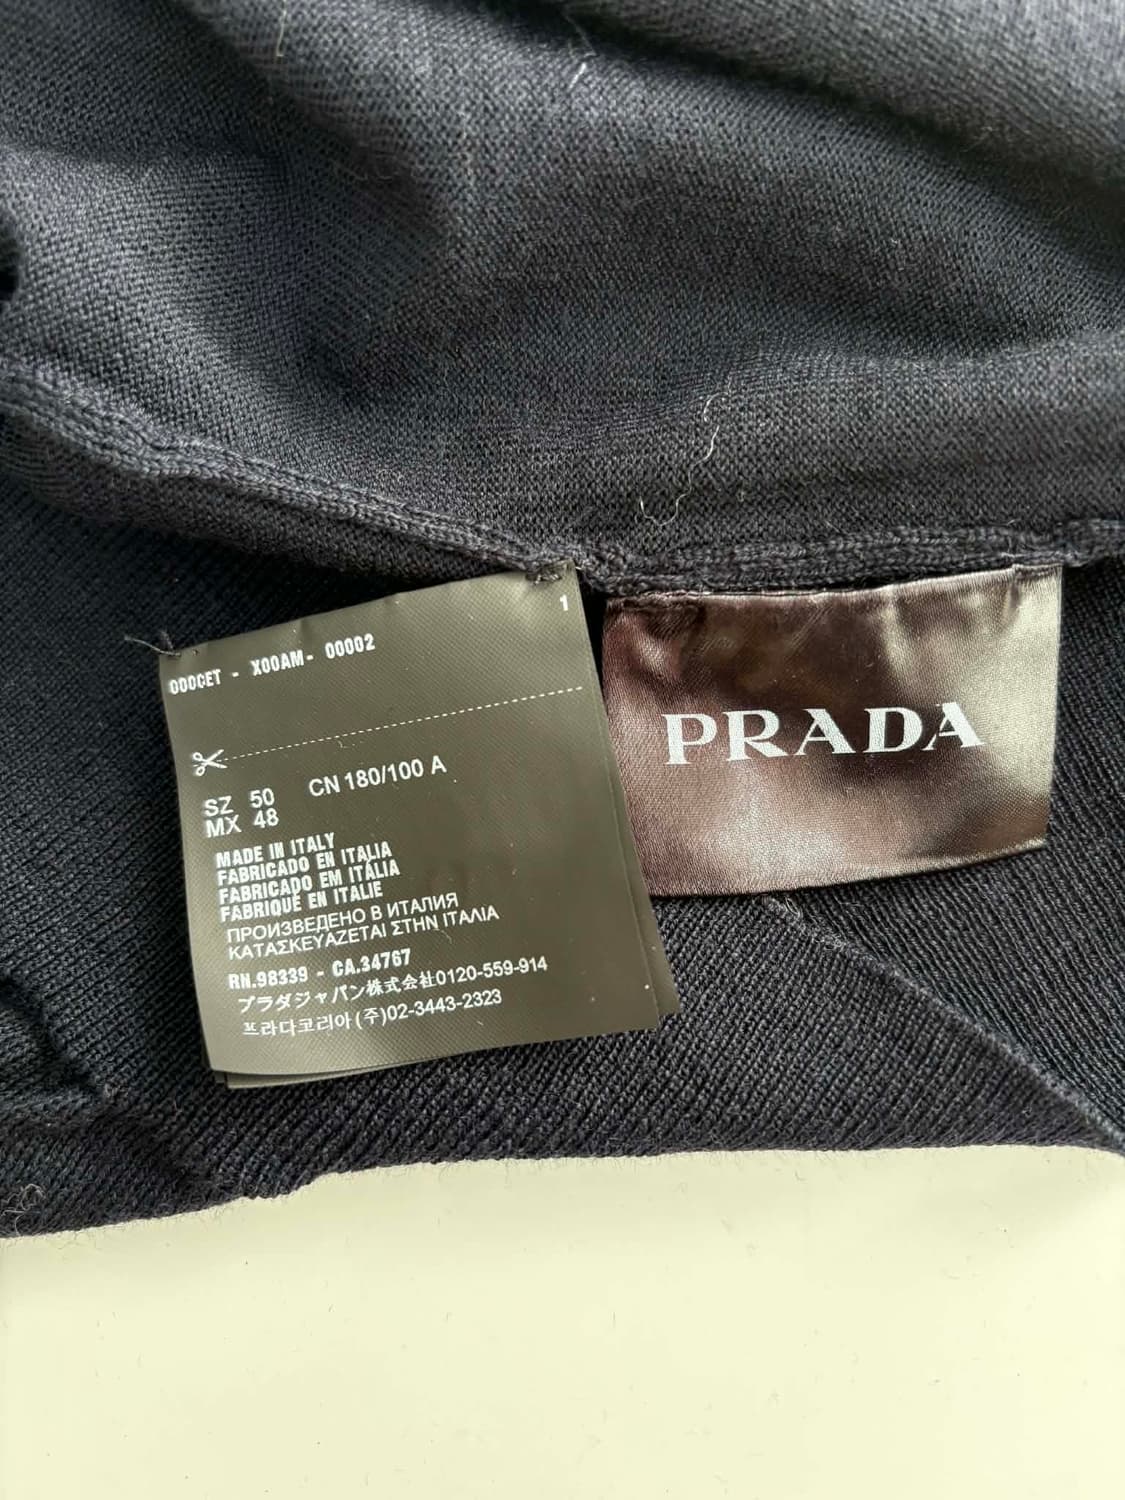 1
000CET - X00AM- 00002
SZ 50 CN 180/100 A
MX 48
MADE IN ITALY
FABRICADO EN ITALIA
FABRICADO EM ITÁLIA
FABRIQUÉ EN ITALIE
ПРОИЗВЕДЕНО В ИТАЛИЯ
ΚΑΤΑΣΚΕΥΑΖΕΤΑΙ ΣΤΗΝ ΙΤΑΛΙΑ
RN.98339 - CA.34767
プラダジャパン株式会社0120-559-914
프라다코리아(주)02-3443-2323
PRADA